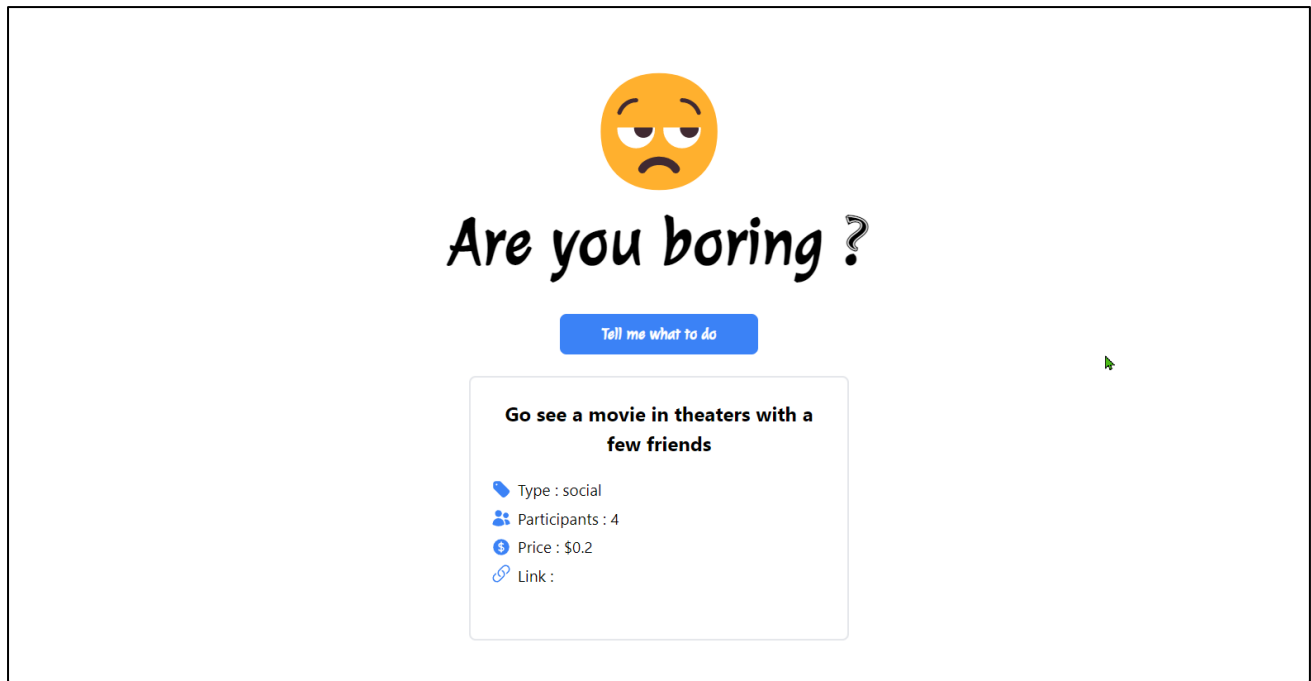 Are you boring ?
Tell me what to do
Go see a movie in theaters with a
few friends
Type : social
Participants : 4
Price : $0.2
Link :